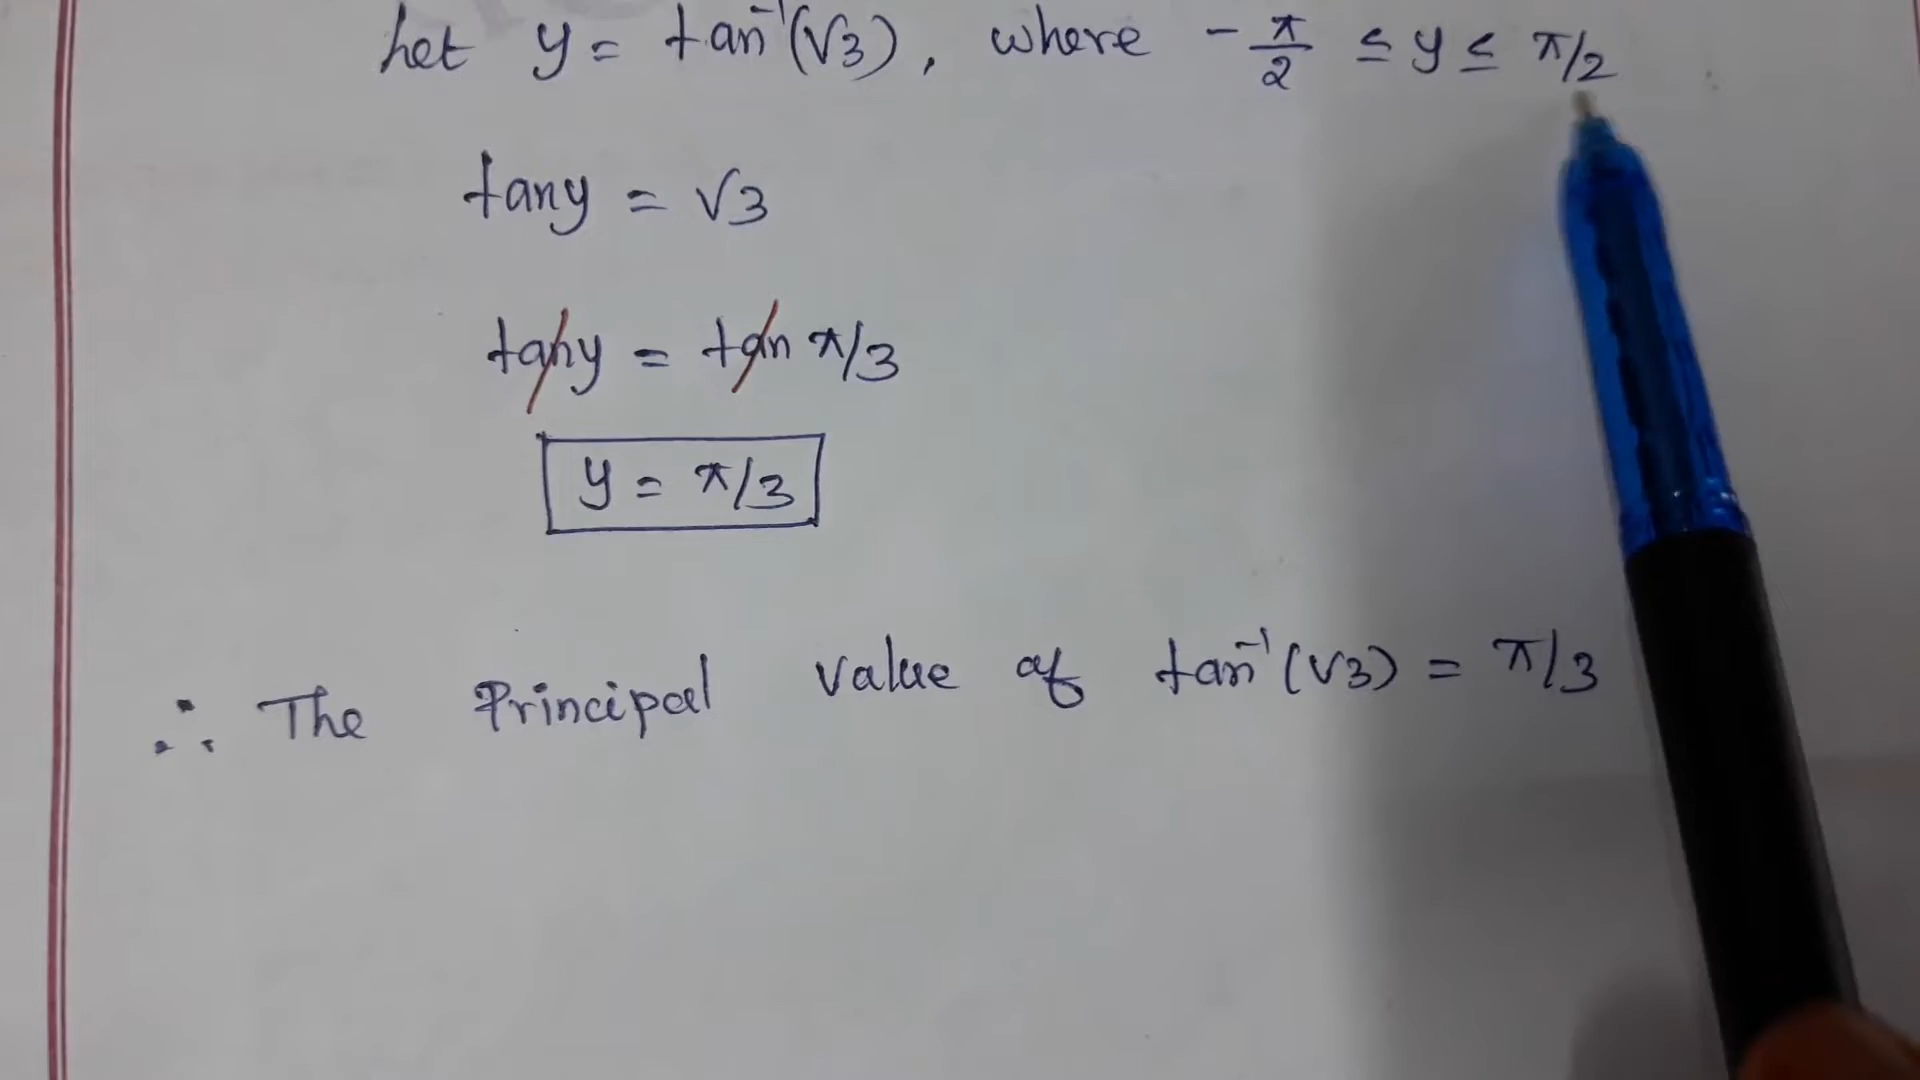 Let y = tan⁻¹(√3), where -π/2 ≤ y ≤ π/2
tany = √3
tany = tan π/3
y = π/3
∴ The Principal value of tan⁻¹(√3) = π/3